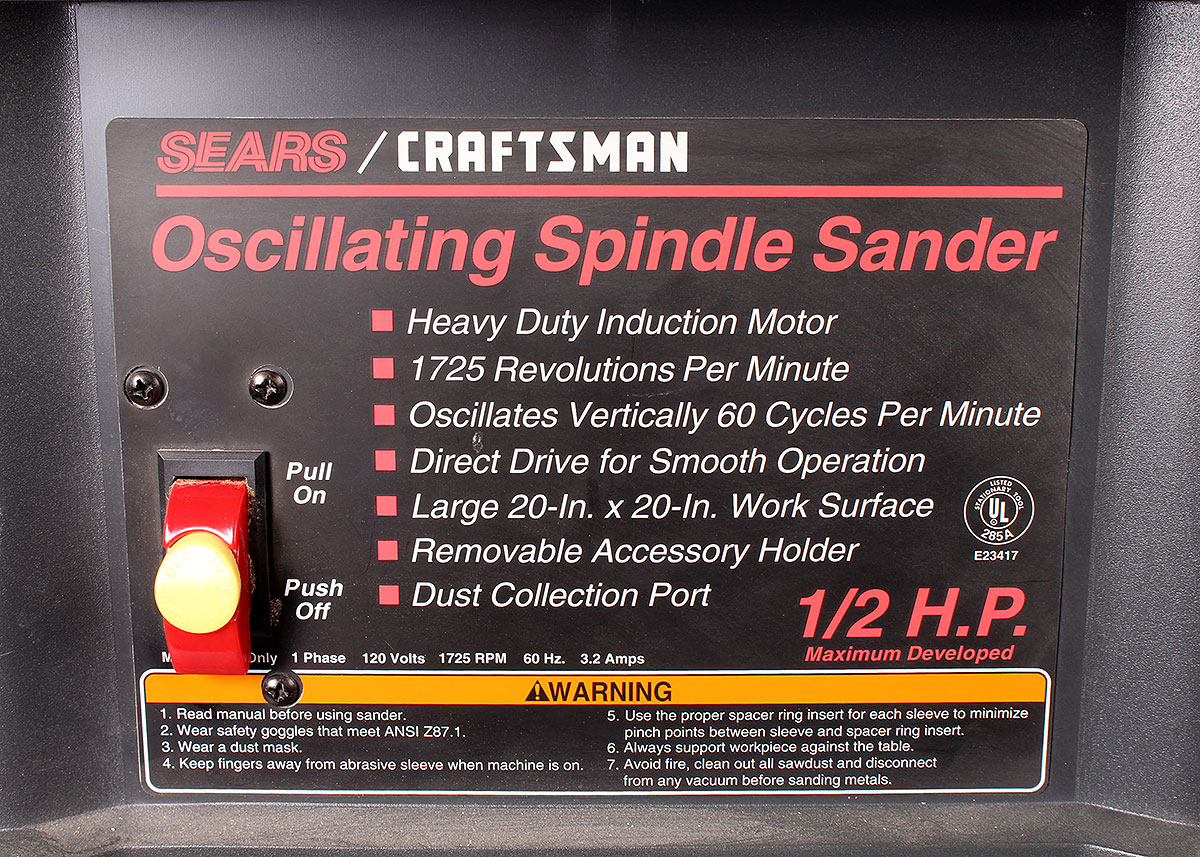 SEARS / CRAFTSMAN
Oscillating Spindle Sander
Heavy Duty Induction Motor
1725 Revolutions Per Minute
Oscillates Vertically 60 Cycles Per Minute
Direct Drive for Smooth Operation
Large 20-In. x 20-In. Work Surface
Removable Accessory Holder
Dust Collection Port
Pull
On
Push
Off
LISTED
STATIONARY TOOL
UL
285A
E23417
1/2 H.P.
Maximum Developed
Only 1 Phase 120 Volts 1725 RPM 60 Hz. 3.2 Amps
WARNING
1. Read manual before using sander.
2. Wear safety goggles that meet ANSI Z87.1.
3. Wear a dust mask.
4. Keep fingers away from abrasive sleeve when machine is on.
5. Use the proper spacer ring insert for each sleeve to minimize
pinch points between sleeve and spacer ring insert.
6. Always support workpiece against the table.
7. Avoid fire, clean out all sawdust and disconnect
from any vacuum before sanding metals.